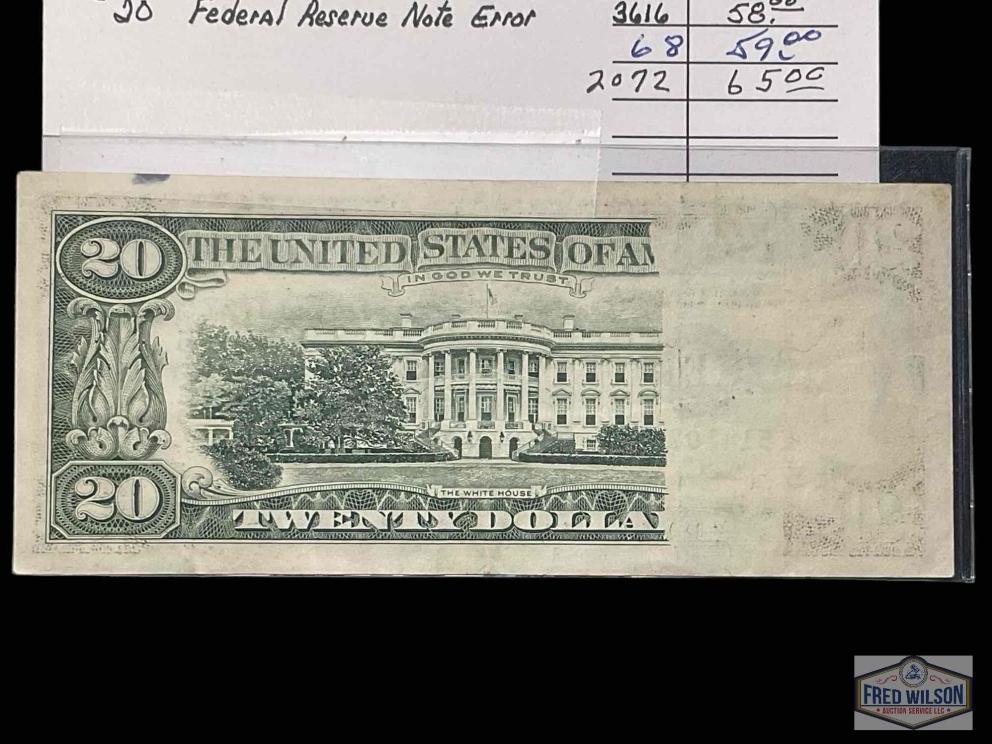 20 Federal Reserve Note Error 3616 58.00
68 59.00
2072 65.00
20 THE UNITED STATES OF AM
IN GOD WE TRUST
THE WHITE HOUSE
20 TWENTY DOLLA
FRED WILSON
AUCTION SERVICE LLC